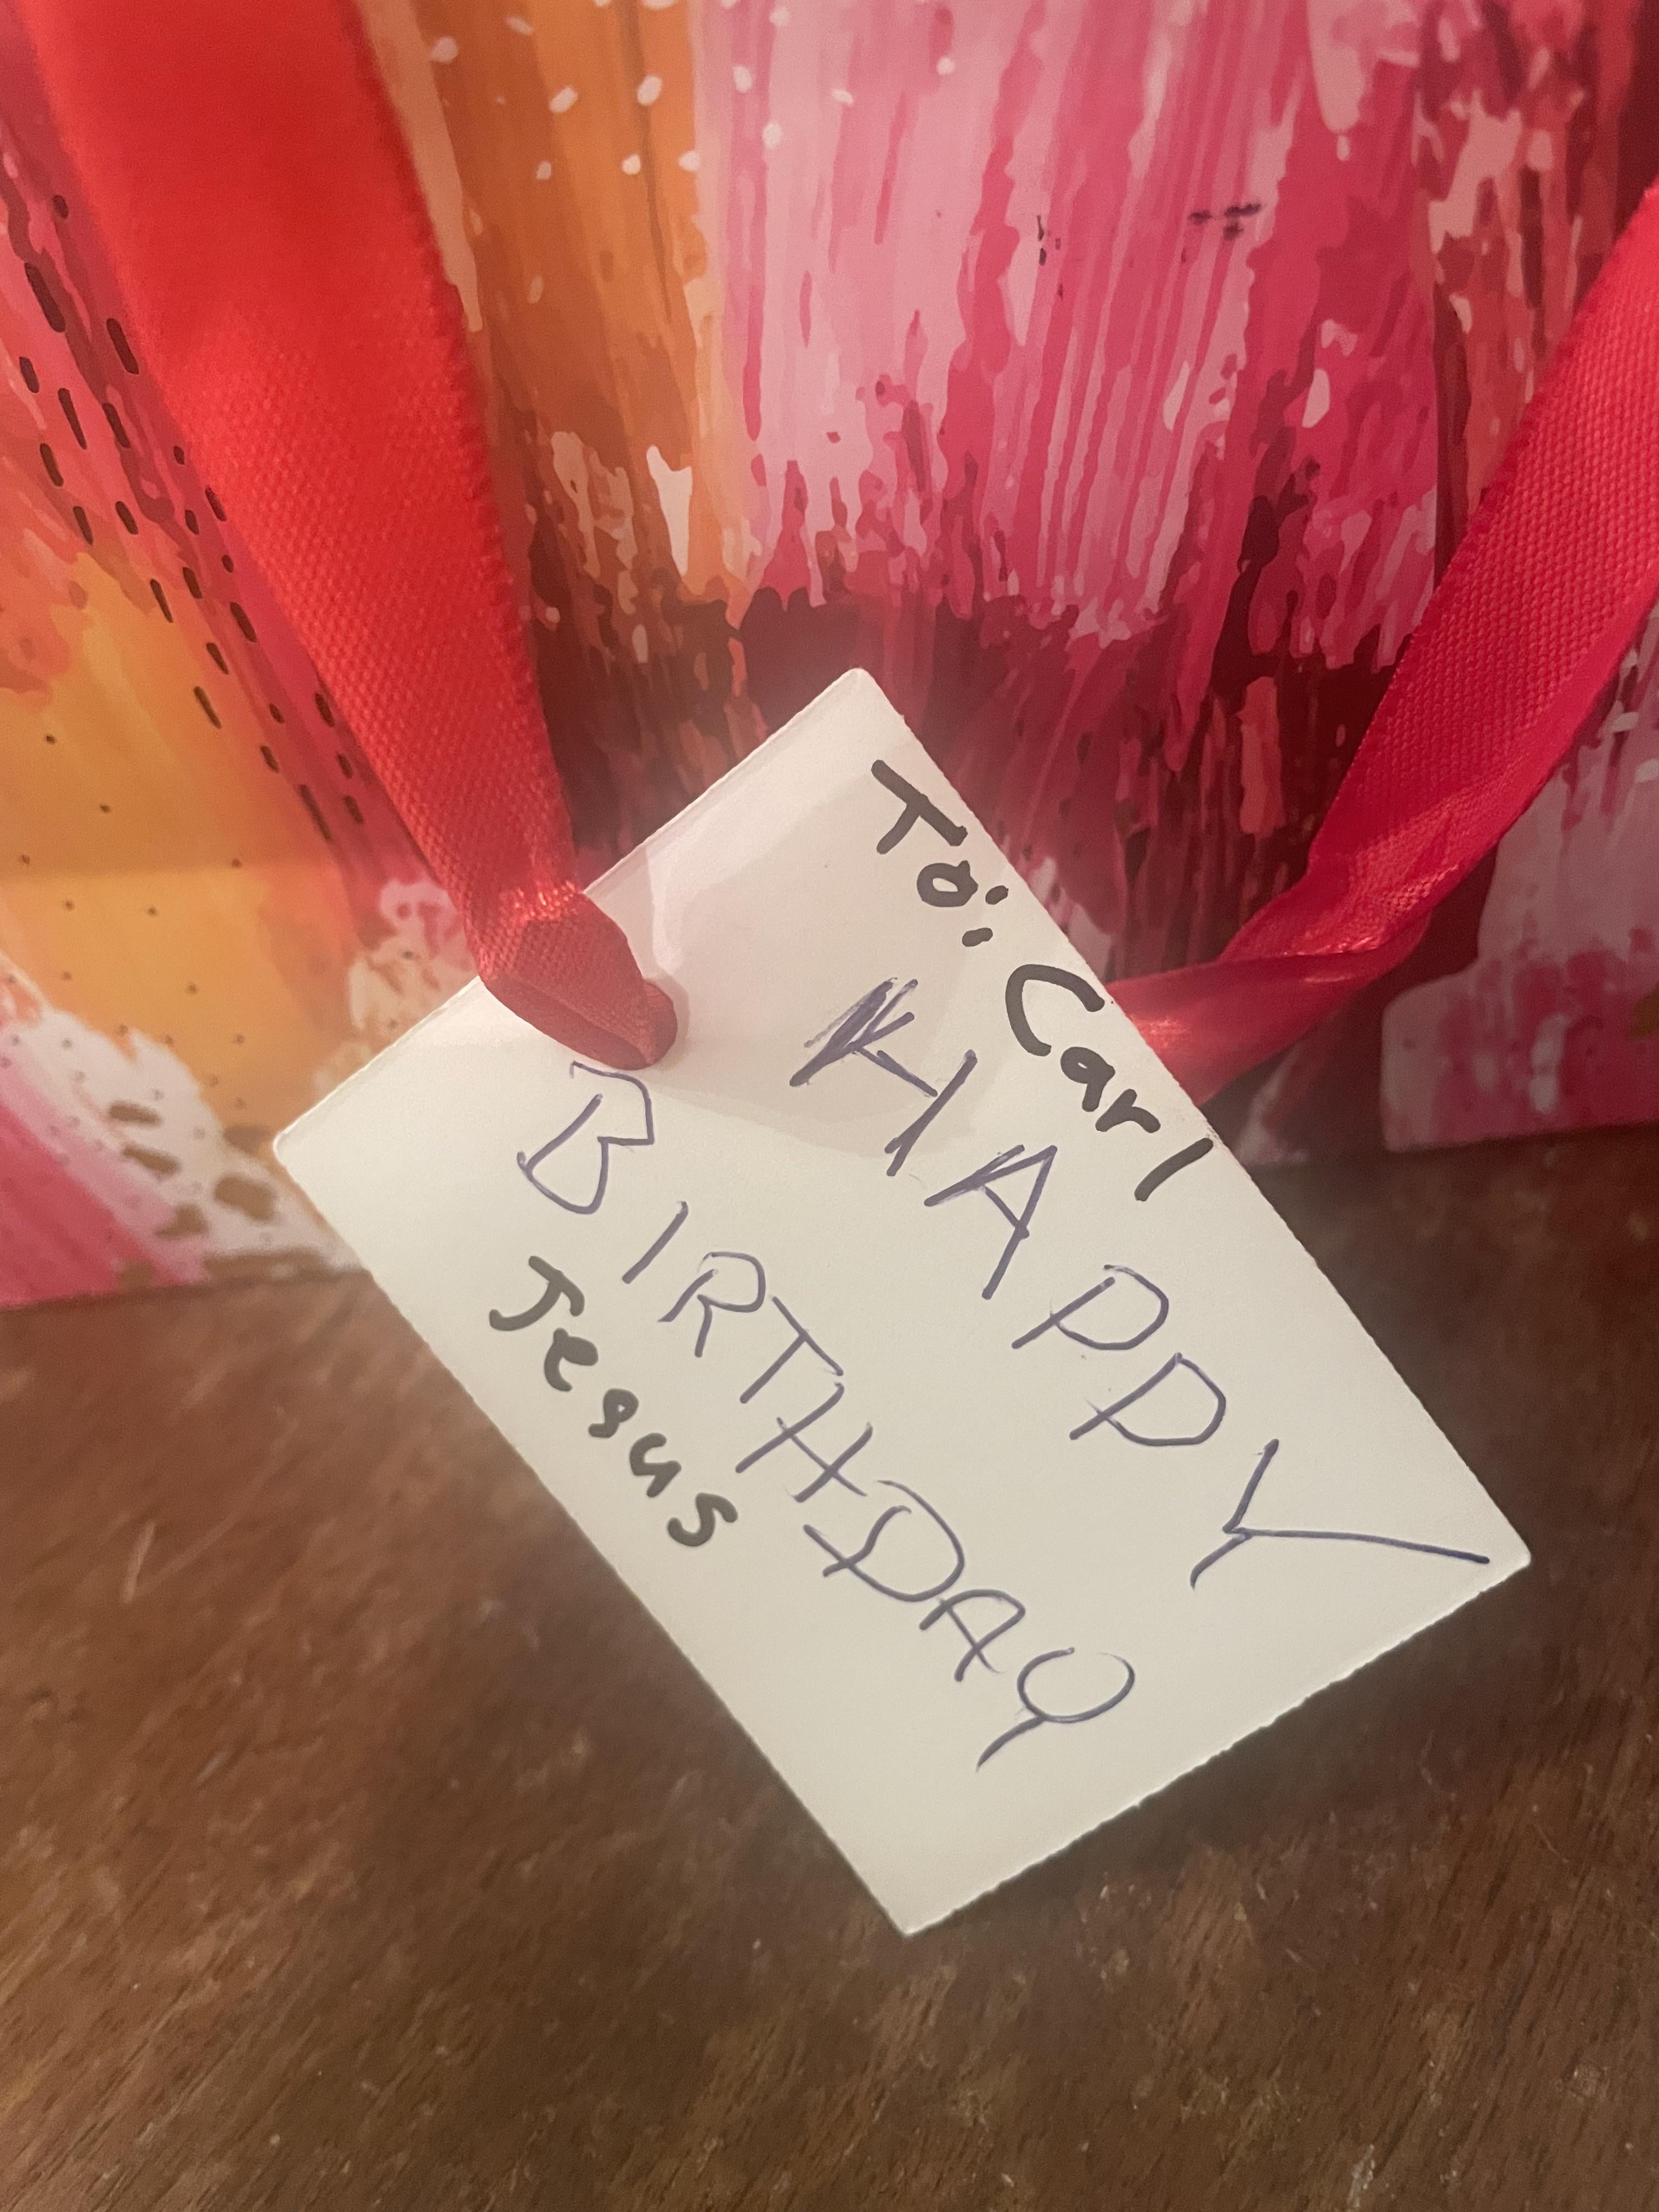 To; Carl
HAPPY
BIRTHDAY
Jesus